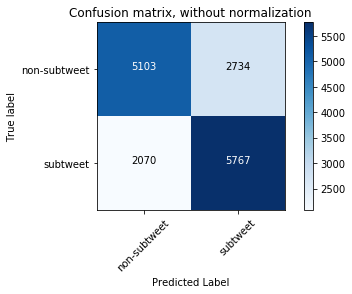 Confusion matrix, without normalization
True label
non-subtweet
5103
2734
subtweet
2070
5767
non-subtweet
subtweet
Predicted Label
5500
5000
4500
4000
3500
3000
2500